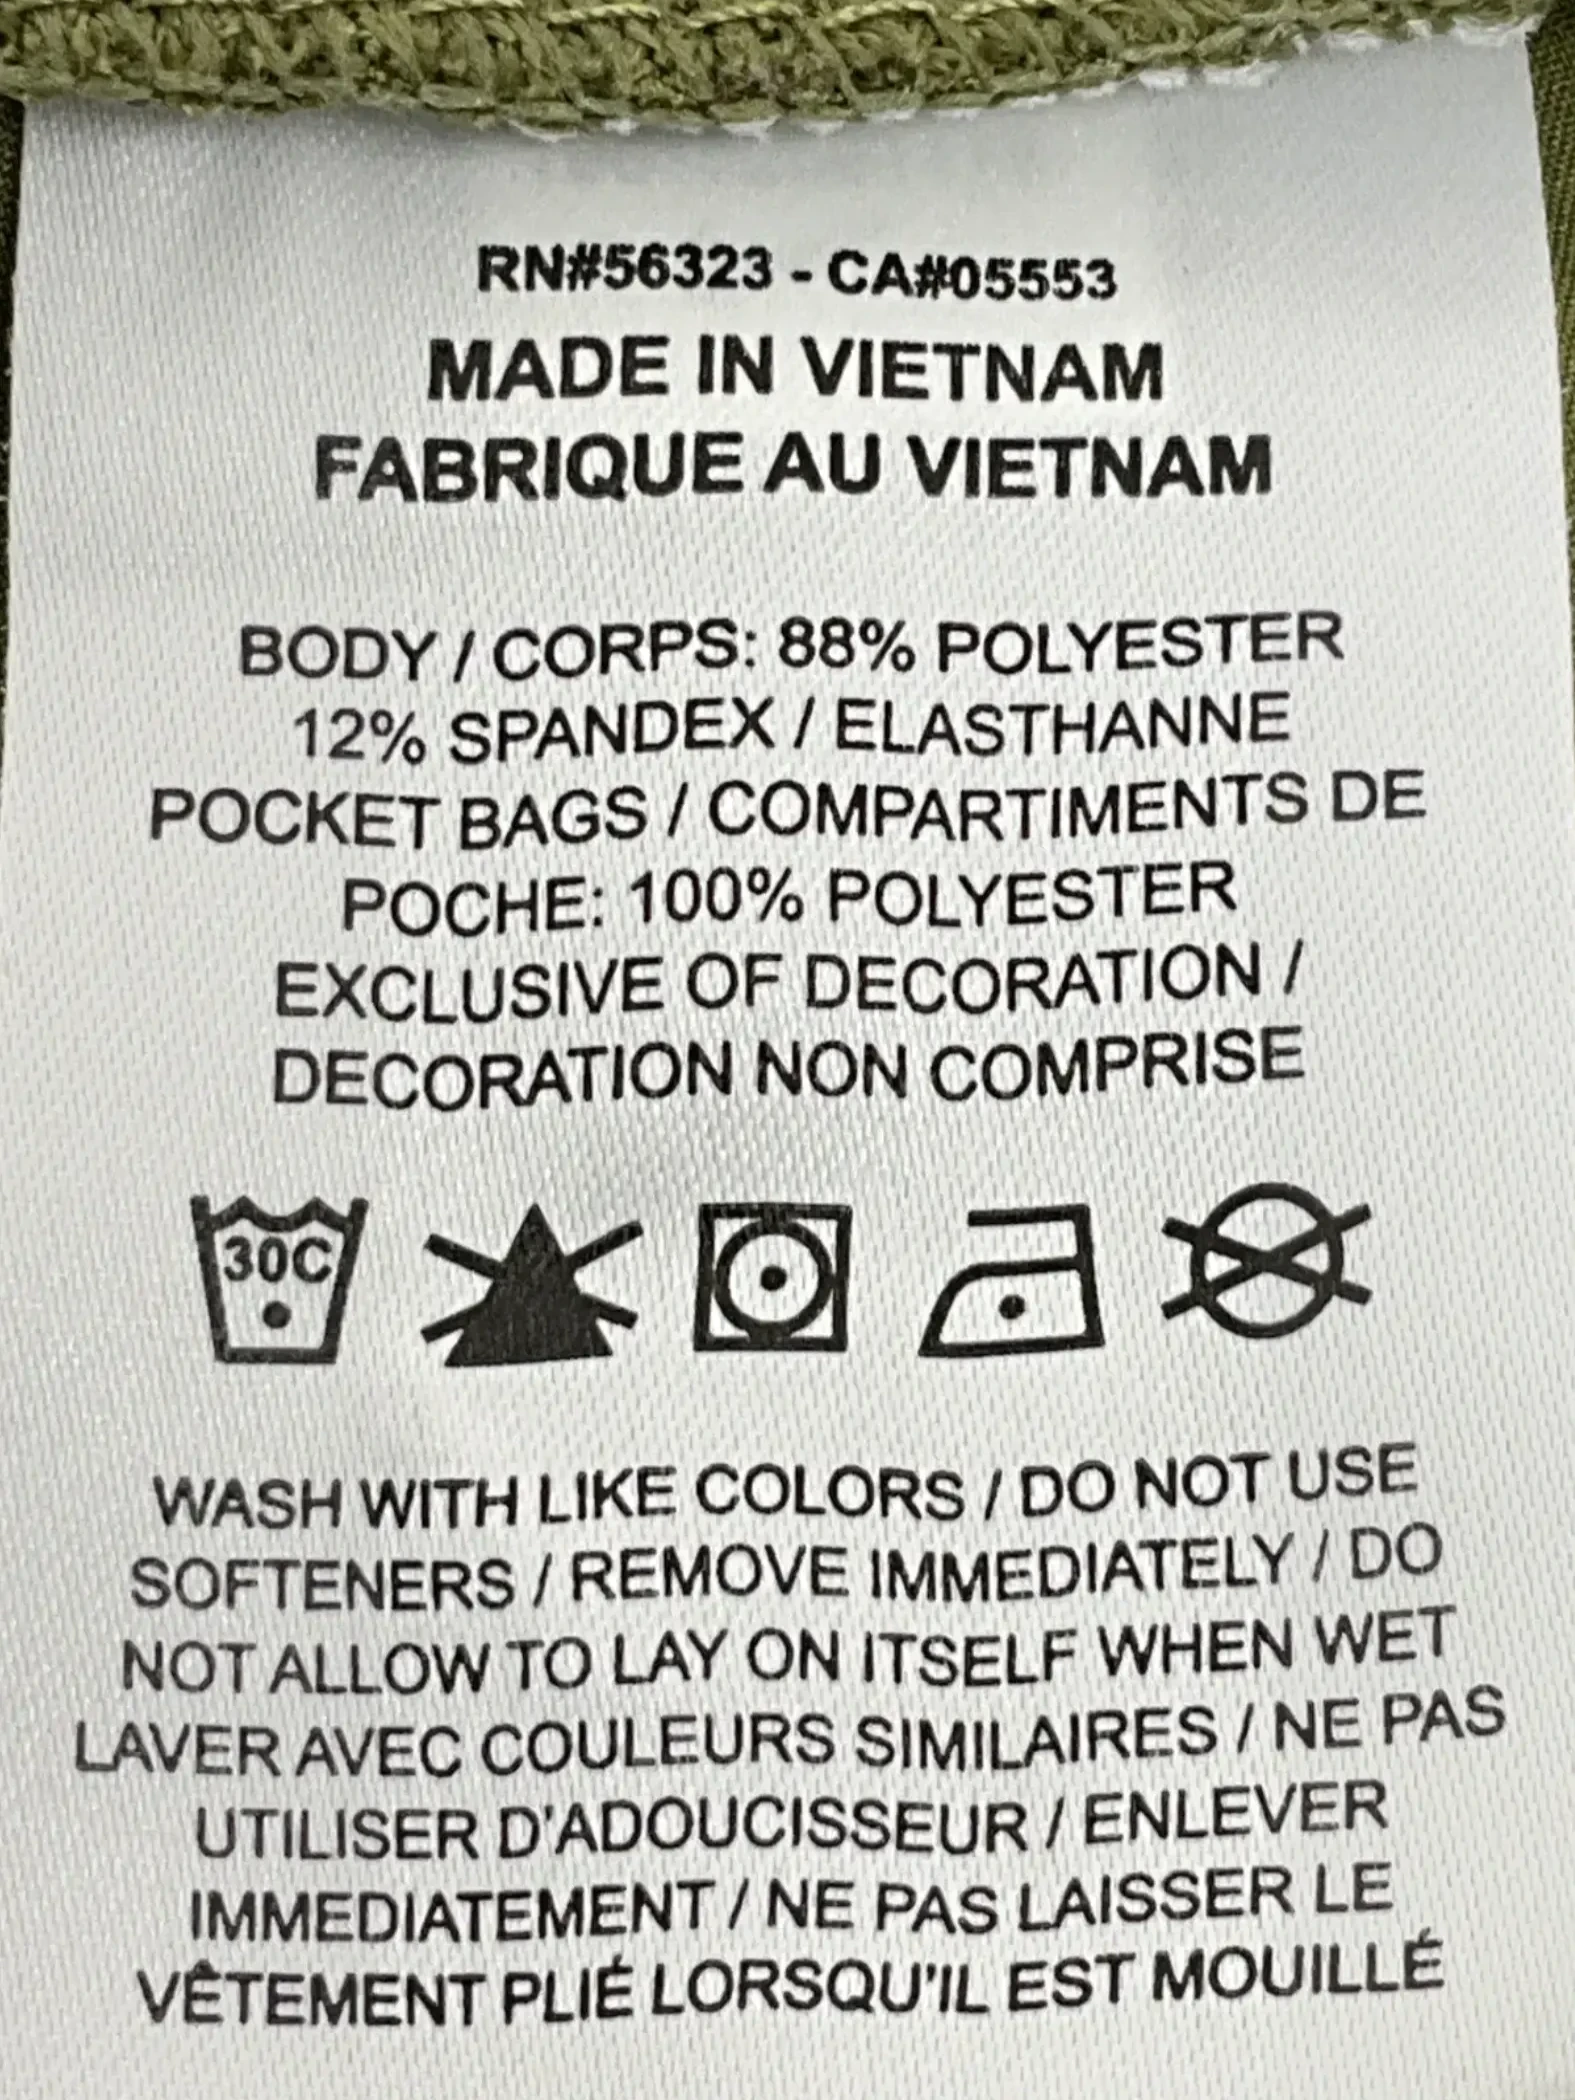 RN#56323 - CA#05553
MADE IN VIETNAM
FABRIQUE AU VIETNAM
BODY / CORPS: 88% POLYESTER
12% SPANDEX / ELASTHANNE
POCKET BAGS / COMPARTIMENTS DE
POCHE: 100% POLYESTER
EXCLUSIVE OF DECORATION /
DECORATION NON COMPRISE
30C
WASH WITH LIKE COLORS / DO NOT USE
SOFTENERS / REMOVE IMMEDIATELY / DO
NOT ALLOW TO LAY ON ITSELF WHEN WET
LAVER AVEC COULEURS SIMILAIRES / NE PAS
UTILISER D'ADOUCISSEUR / ENLEVER
IMMEDIATEMENT / NE PAS LAISSER LE
VÊTEMENT PLIÉ LORSQU'IL EST MOUILLÉ